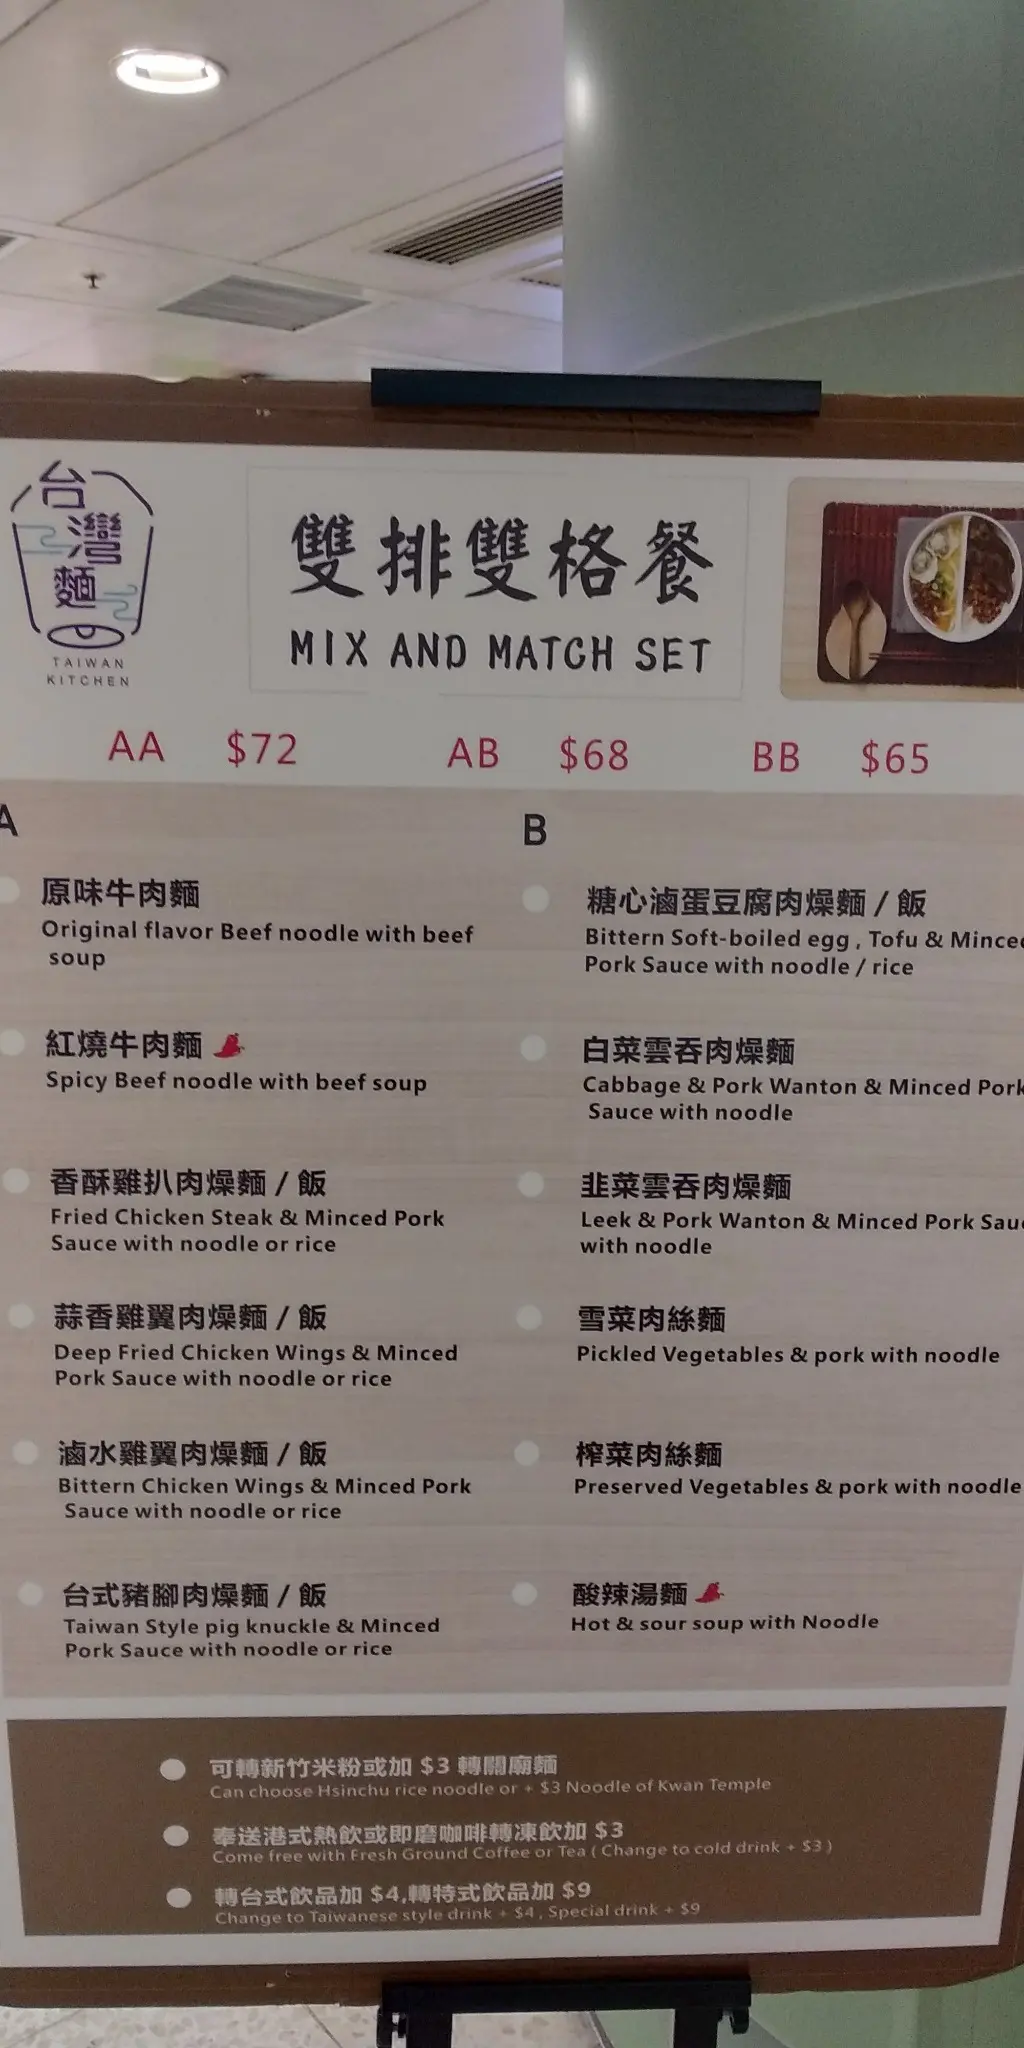 台
灣
麵
TAIWAN
KITCHEN
雙排雙格餐
MIX AND MATCH SET
AA $72 AB $68 BB $65
A
原味牛肉麵
Original flavor Beef noodle with beef
soup
紅燒牛肉麵
Spicy Beef noodle with beef soup
香酥雞扒肉燥麵 / 飯
Fried Chicken Steak & Minced Pork
Sauce with noodle or rice
蒜香雞翼肉燥麵 / 飯
Deep Fried Chicken Wings & Minced
Pork Sauce with noodle or rice
滷水雞翼肉燥麵 / 飯
Bittern Chicken Wings & Minced Pork
Sauce with noodle or rice
台式豬腳肉燥麵 / 飯
Taiwan Style pig knuckle & Minced
Pork Sauce with noodle or rice
B
糖心滷蛋豆腐肉燥麵 / 飯
Bittern Soft-boiled egg , Tofu & Minced
Pork Sauce with noodle / rice
白菜雲吞肉燥麵
Cabbage & Pork Wanton & Minced Pork
Sauce with noodle
韭菜雲吞肉燥麵
Leek & Pork Wanton & Minced Pork Sau
with noodle
雪菜肉絲麵
Pickled Vegetables & pork with noodle
榨菜肉絲麵
Preserved Vegetables & pork with noodle
酸辣湯麵
Hot & sour soup with Noodle
可轉新竹米粉或加 $3 轉關廟麵
Can choose Hsinchu rice noodle or + $3 Noodle of Kwan Temple
奉送港式熱飲或即磨咖啡轉凍飲加 $3
Come free with Fresh Ground Coffee or Tea ( Change to cold drink + $3 )
轉台式飲品加 $4,轉特式飲品加 $9
Change to Taiwanese style drink + $4 , Special drink + $9